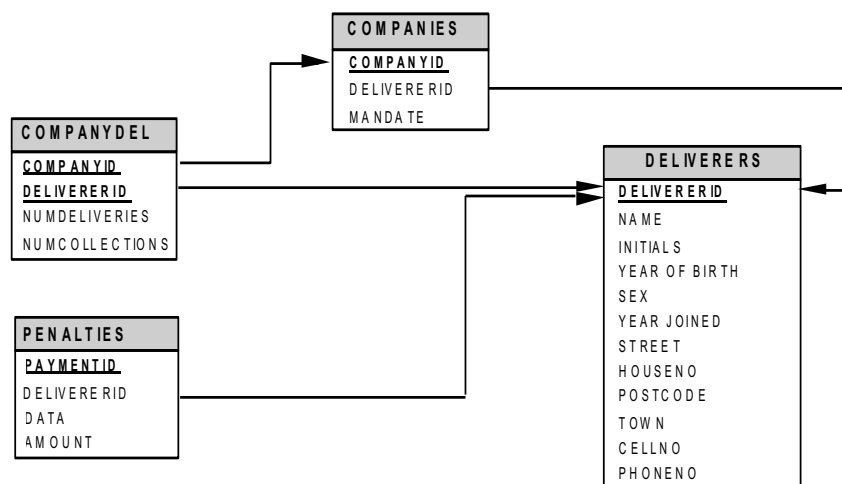 COMPANIES
COMPANYID
DELIVERERID
MANDATE
COMPANYDEL
COMPANYID
DELIVERERID
NUMDELIVERIES
NUMCOLLECTIONS
DELIVERERS
DELIVERERID
NAME
INITIALS
YEAR OF BIRTH
SEX
YEAR JOINED
STREET
HOUSENO
POSTCODE
TOWN
CELLNO
PHONENO
PENALTIES
PAYMENTID
DELIVERERID
DATA
AMOUNT